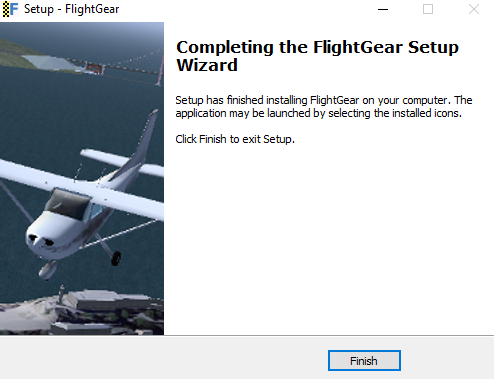 Setup - FlightGear
Completing the FlightGear Setup
Wizard
Setup has finished installing FlightGear on your computer. The
application may be launched by selecting the installed icons.
Click Finish to exit Setup.
Finish